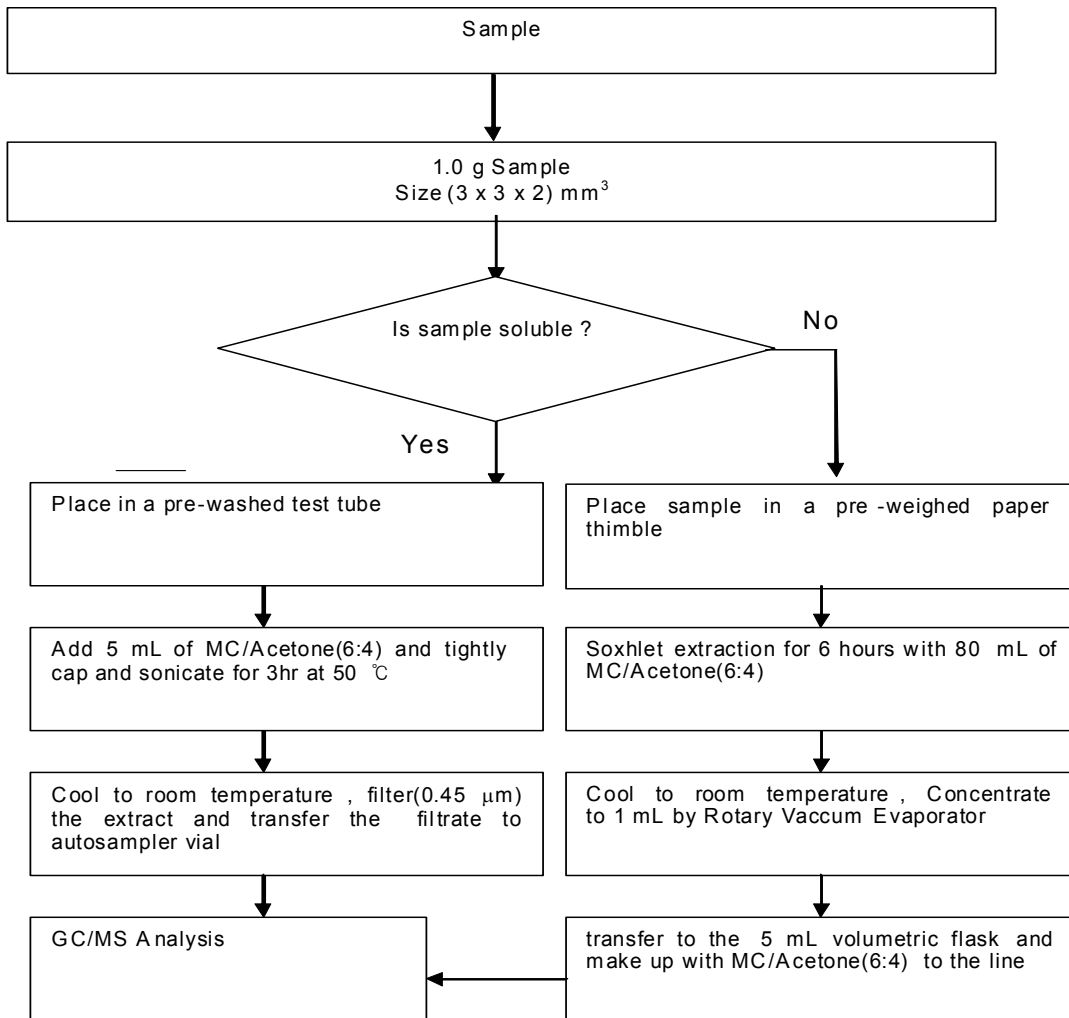 Sample
1.0 g Sample
Size (3 x 3 x 2) mm³
Is sample soluble ?
No
Yes
Place in a pre-washed test tube
Add 5 mL of MC/Acetone(6:4) and tightly
cap and sonicate for 3hr at 50 ℃
Cool to room temperature , filter(0.45 μm)
the extract and transfer the filtrate to
autosampler vial
GC/MS Analysis
Place sample in a pre -weighed paper
thimble
Soxhlet extraction for 6 hours with 80 mL of
MC/Acetone(6:4)
Cool to room temperature , Concentrate
to 1 mL by Rotary Vaccum Evaporator
transfer to the 5 mL volumetric flask and
make up with MC/Acetone(6:4) to the line